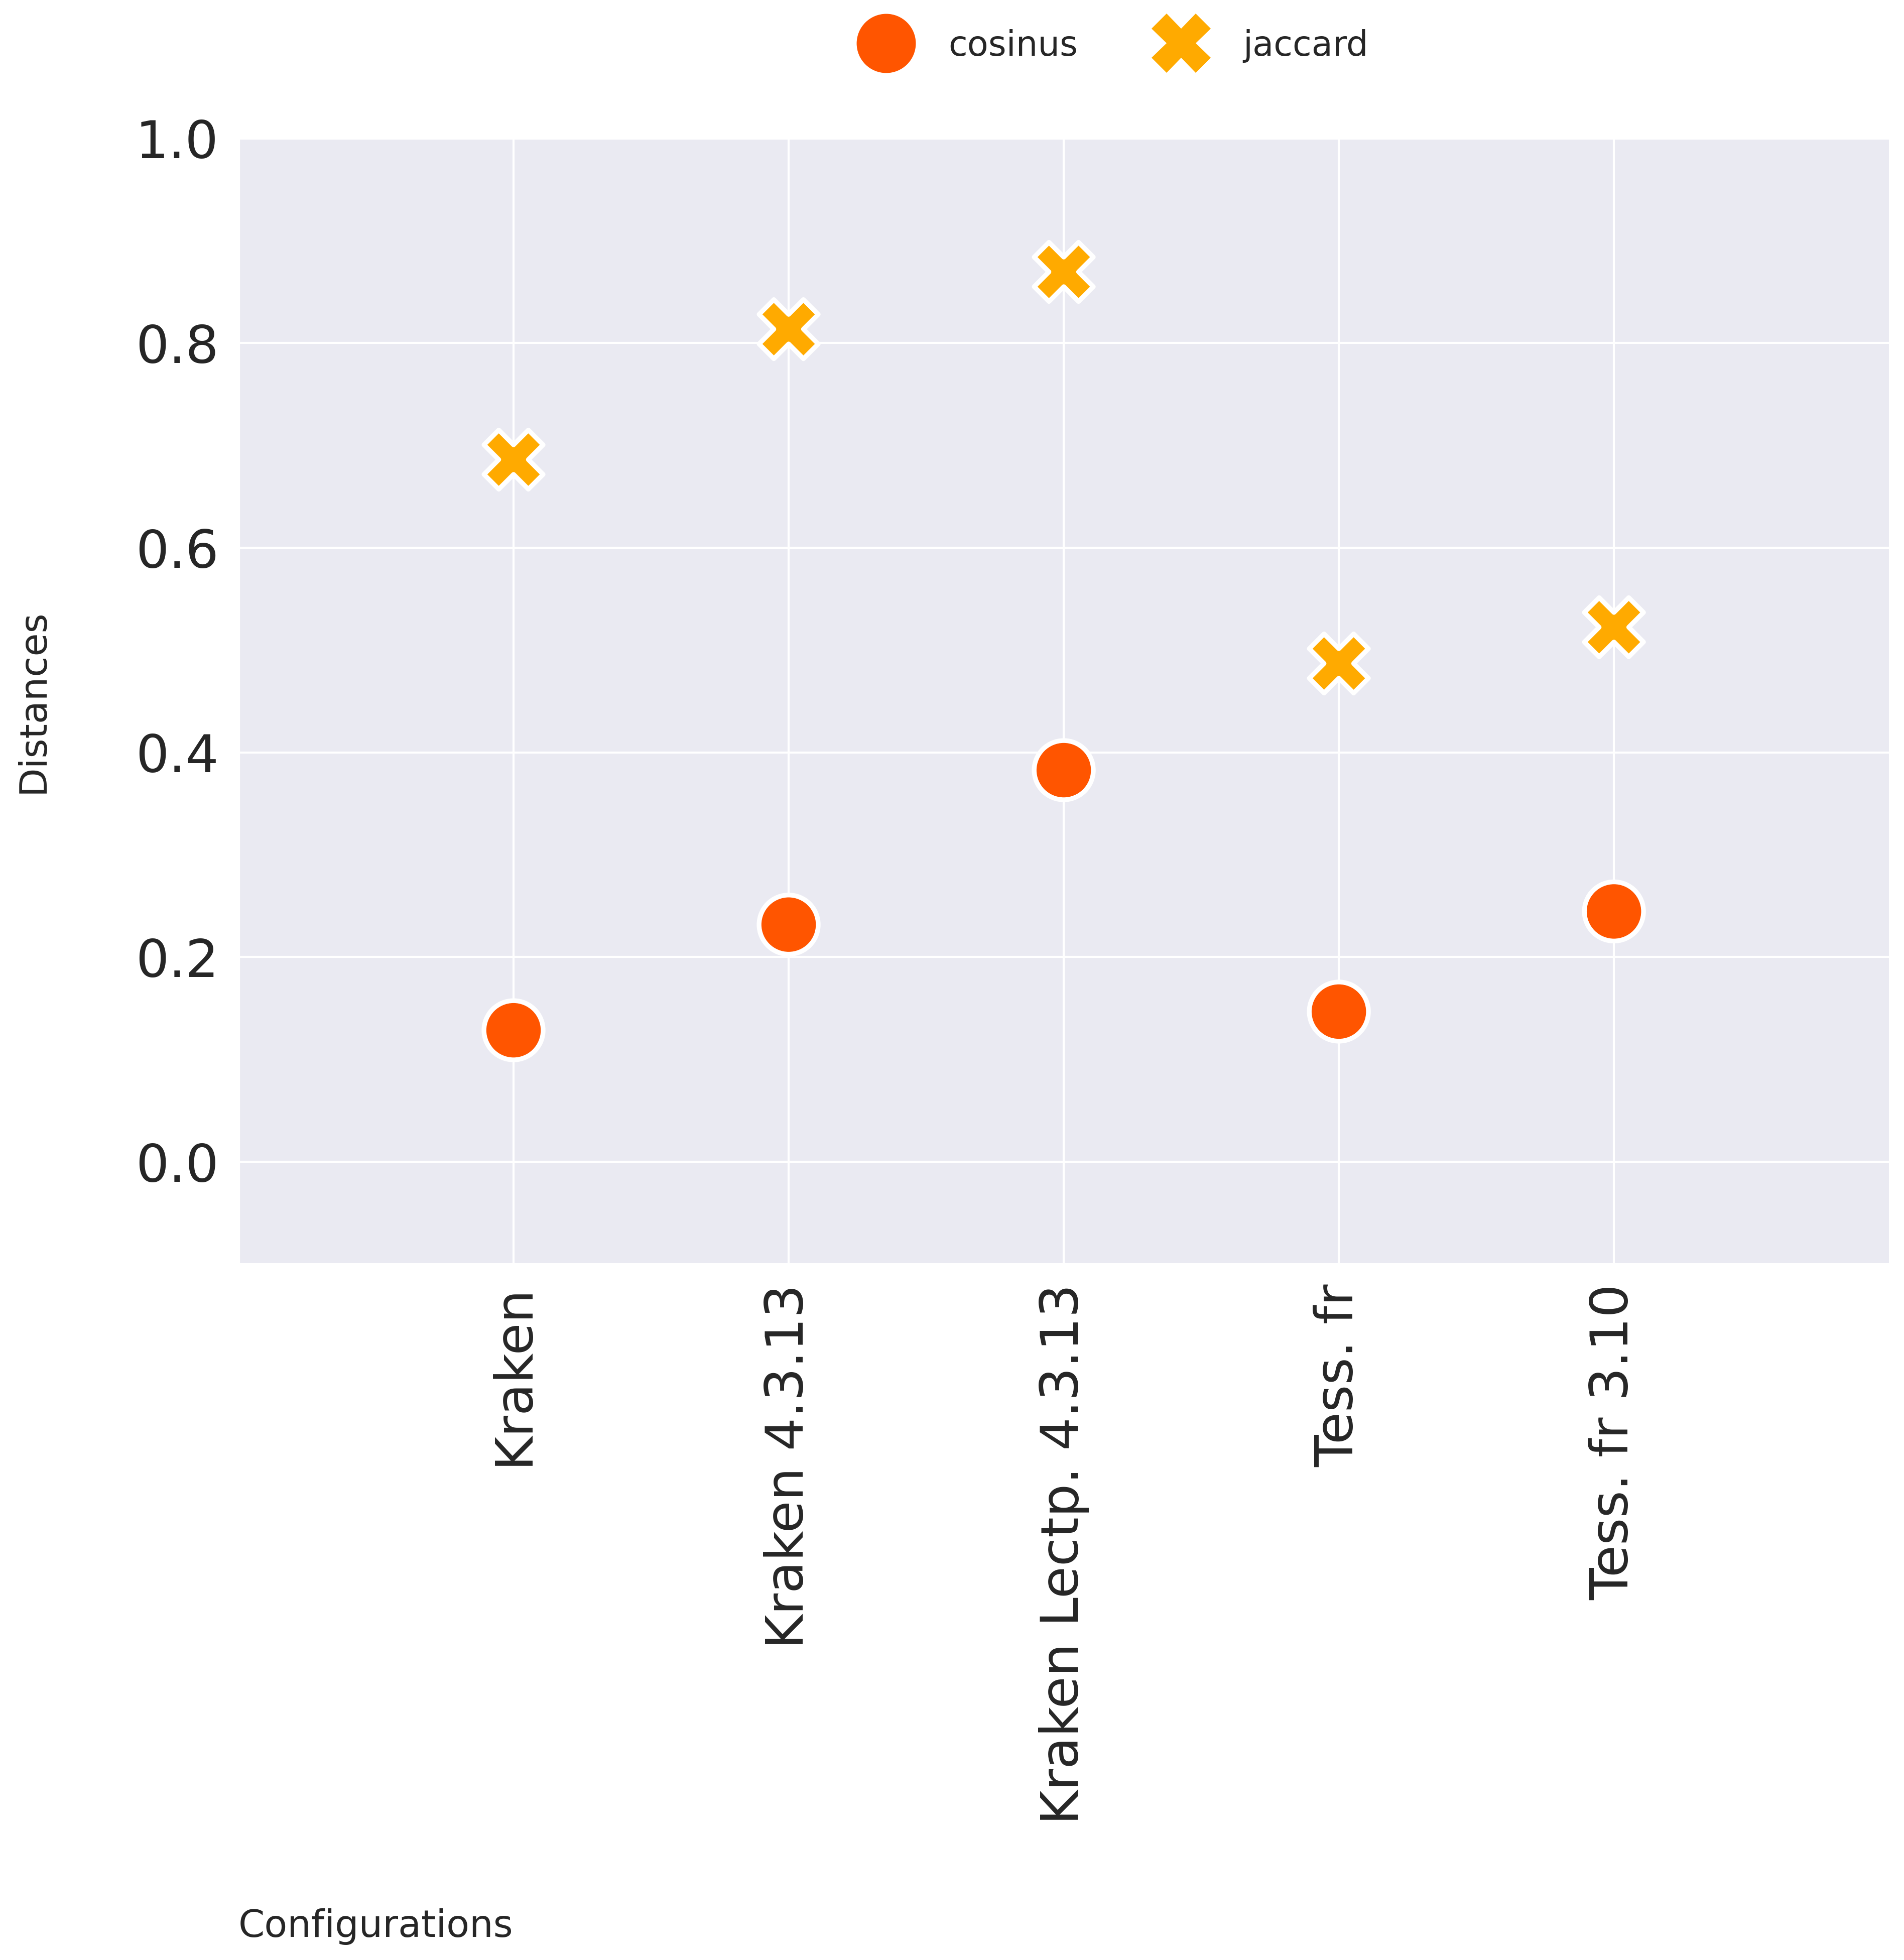 cosinus jaccard
1.0
0.8
0.6
0.4
0.2
0.0
Distances
Kraken
Kraken 4.3.13
Kraken Lectp. 4.3.13
Tess. fr
Tess. fr 3.10
Configurations